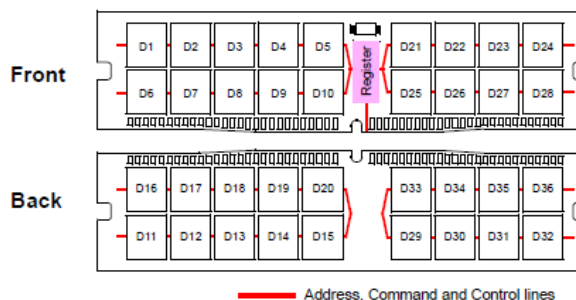 D1 D2 D3 D4 D5 D21 D22 D23 D24
Front
Register
D6 D7 D8 D9 D10 D25 D26 D27 D28
D16 D17 D18 D19 D20 D33 D34 D35 D36
Back
D11 D12 D13 D14 D15 D29 D30 D31 D32
Address, Command and Control lines